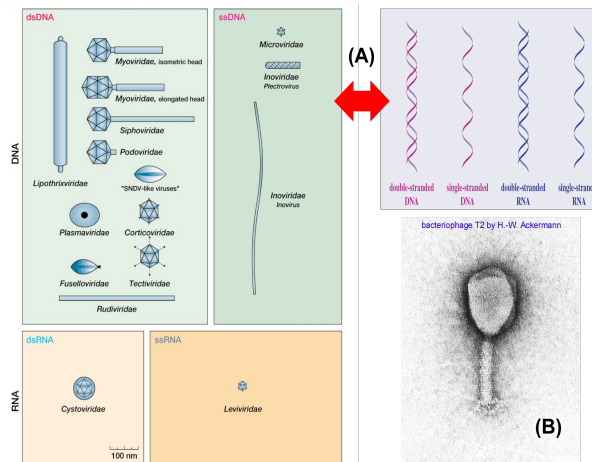 dsDNA
Myoviridae, isometric head
Myoviridae, elongated head
Siphoviridae
Podoviridae
Lipothrixviridae
"SNDV-like viruses"
Plasmaviridae
Corticoviridae
Fuselloviridae
Tectiviridae
Rudiviridae
DNA
ssDNA
Microviridae
Inoviridae
Plectrovirus
Inoviridae
Inovirus
dsRNA
Cystoviridae
100 nm
RNA
ssRNA
Leviviridae
(A)
double-stranded
DNA
single-stranded
DNA
double-stranded
RNA
single-stran
RNA
bacteriophage T2 by H.-W. Ackermann
(B)